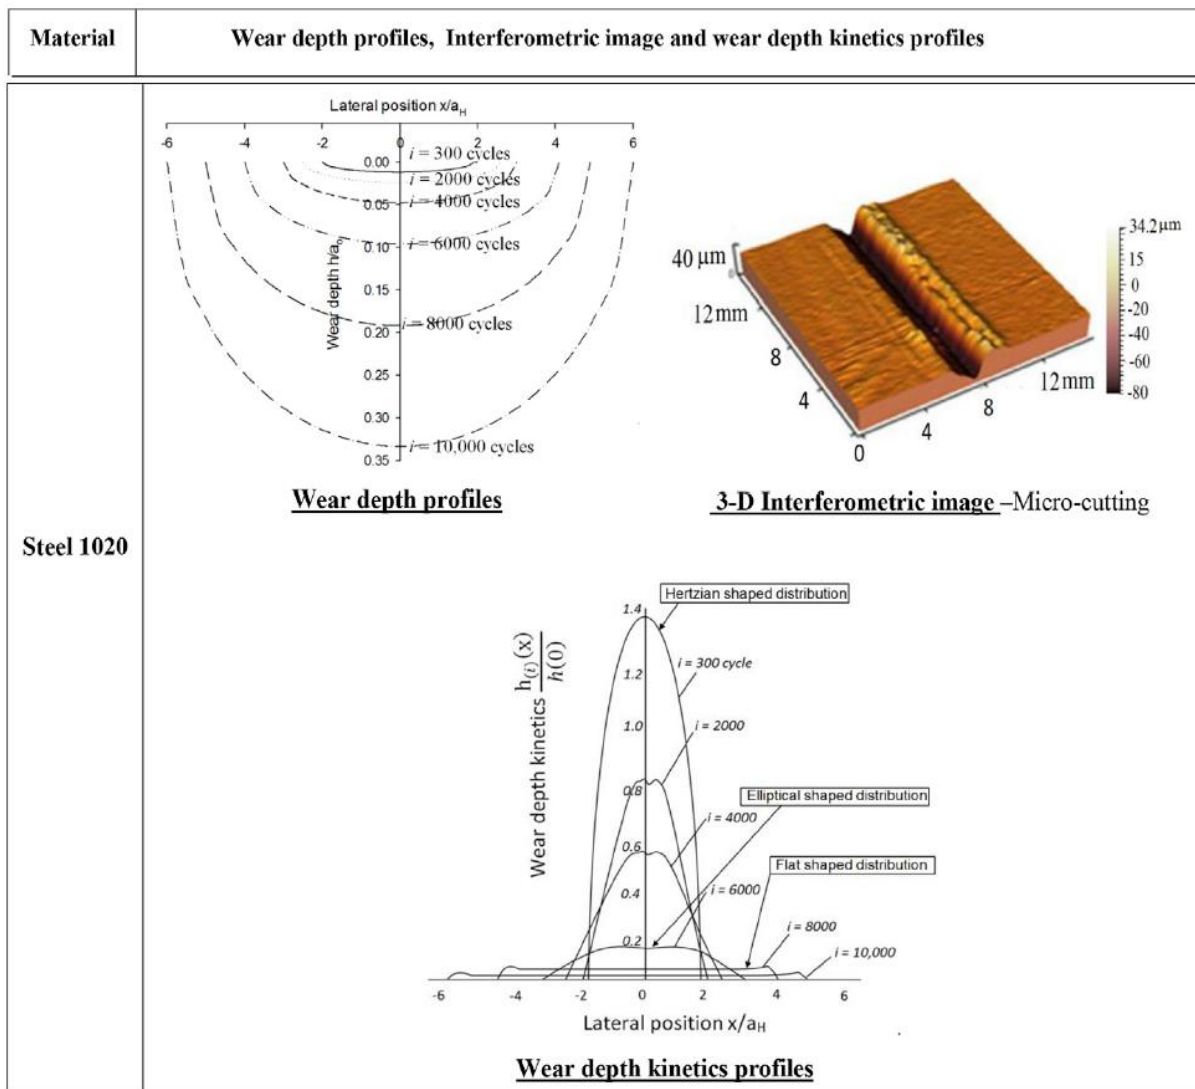 Material
Wear depth profiles, Interferometric image and wear depth kinetics profiles
Steel 1020
Lateral position x/aH
-6 -4 -2 0 2 4 6
Wear depth h/ao
0.00
0.05
0.10
0.15
0.20
0.25
0.30
0.35
i = 300 cycles
i = 2000 cycles
i = 4000 cycles
i = 6000 cycles
i = 8000 cycles
i = 10,000 cycles
Wear depth profiles
40 μm
0
12mm
8
4
0
4
8
12mm
34.2μm
15
0
-20
-40
-60
-80
3-D Interferometric image –Micro-cutting
Wear depth kinetics h(i)(x) / h(0)
1.4
1.2
1.0
0.8
0.6
0.4
0.2
Hertzian shaped distribution
i = 300 cycle
i = 2000
Elliptical shaped distribution
i = 4000
Flat shaped distribution
i = 6000
i = 8000
i = 10,000
-6 -4 -2 0 2 4 6
Lateral position x/aH
Wear depth kinetics profiles